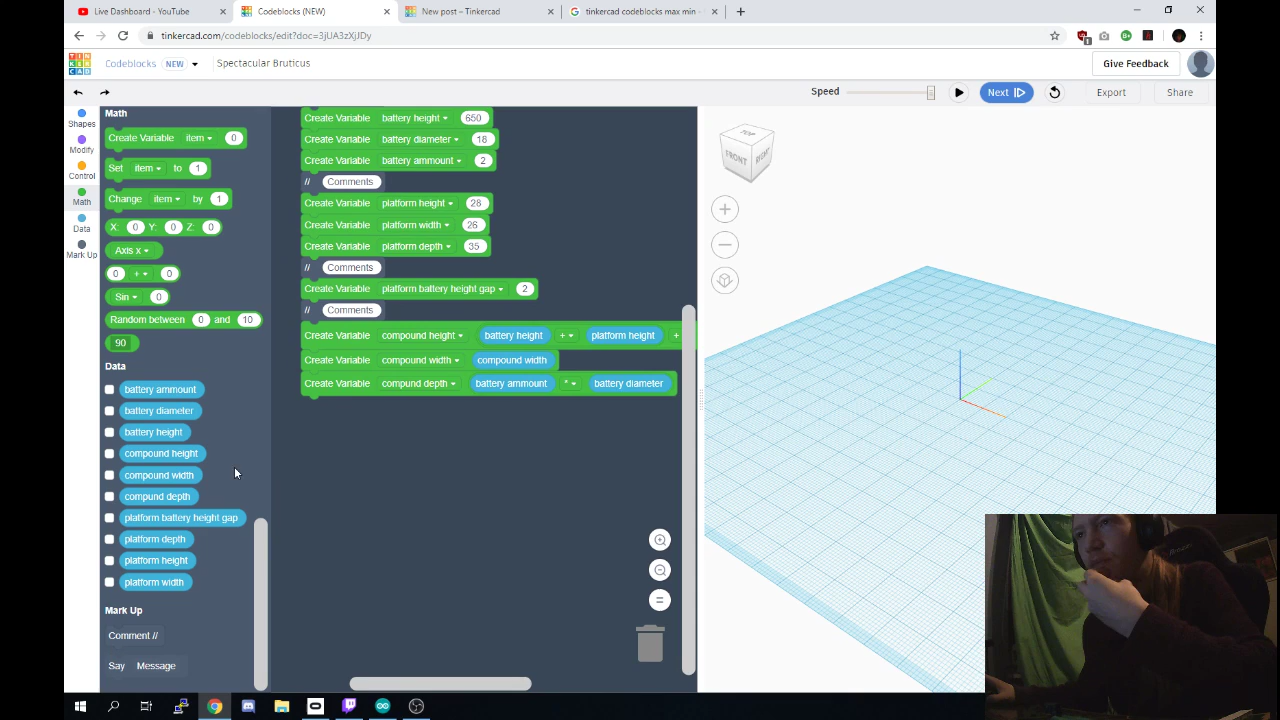 Live Dashboard - YouTube
Codeblocks (NEW)
New post – Tinkercad
tinkercad codeblocks max min -
tinkercad.com/codeblocks/edit?doc=3jUA3zXjJDy
TIN
KER
CAD
Codeblocks NEW
Spectacular Bruticus
Give Feedback
Speed
Next
Export
Share
Shapes
Modify
Control
Math
Data
Mark Up
Math
Create Variable item 0
Set item to 1
Change item by 1
X: 0 Y: 0 Z: 0
Axis x
0 + 0
Sin 0
Random between 0 and 10
90
Data
battery ammount
battery diameter
battery height
compound height
compound width
compund depth
platform battery height gap
platform depth
platform height
platform width
Mark Up
Comment //
Say Message
Create Variable battery height 650
Create Variable battery diameter 18
Create Variable battery ammount 2
// Comments
Create Variable platform height 28
Create Variable platform width 26
Create Variable platform depth 35
// Comments
Create Variable platform battery height gap 2
// Comments
Create Variable compound height battery height + platform height +
Create Variable compound width compound width
Create Variable compund depth battery ammount * battery diameter
TOP
FRONT
RIGHT